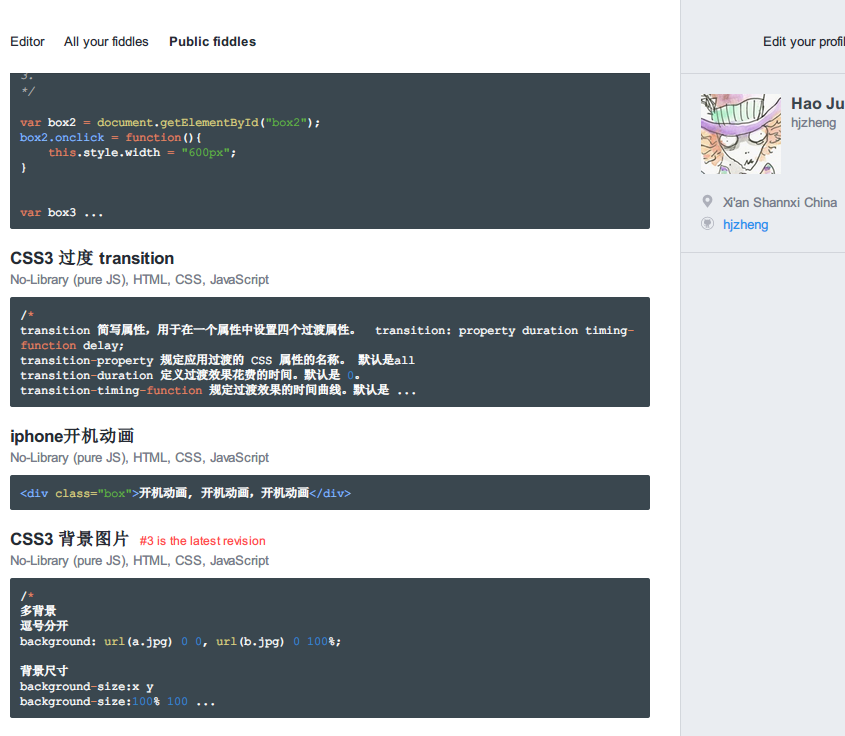 Editor All your fiddles Public fiddles
Edit your profil
*/
var box2 = document.getElementById("box2");
box2.onclick = function(){
this.style.width = "600px";
}
var box3 ...
CSS3 过度 transition
No-Library (pure JS), HTML, CSS, JavaScript
/*
transition 简写属性，用于在一个属性中设置四个过渡属性。 transition: property duration timing-
function delay;
transition-property 规定应用过渡的 CSS 属性的名称。 默认是all
transition-duration 定义过渡效果花费的时间。默认是 0。
transition-timing-function 规定过渡效果的时间曲线。默认是 ...
iphone开机动画
No-Library (pure JS), HTML, CSS, JavaScript
<div class="box">开机动画, 开机动画，开机动画</div>
CSS3 背景图片 #3 is the latest revision
No-Library (pure JS), HTML, CSS, JavaScript
/*
多背景
逗号分开
background: url(a.jpg) 0 0, url(b.jpg) 0 100%;
背景尺寸
background-size:x y
background-size:100% 100 ...
Hao Ju
hjzheng
Xi'an Shannxi China
hjzheng